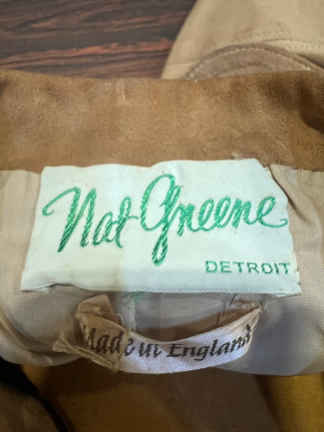 Nat Greene
DETROIT
Made in England